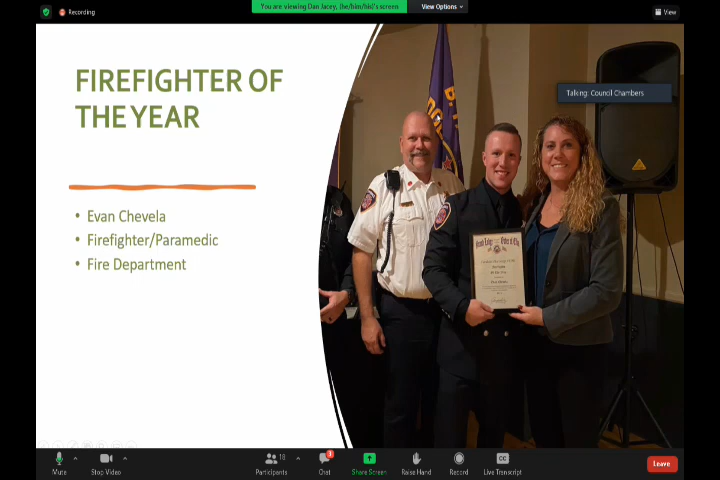 Recording
You are viewing Dan Jacey, (he/him/his)'s screen
View Options
View
FIREFIGHTER OF
THE YEAR
Talking: Council Chambers
• Evan Chevela
• Firefighter/Paramedic
• Fire Department
Mute
Stop Video
Participants
18
Chat
1
Share Screen
Raise Hand
Record
CC
Live Transcript
Leave